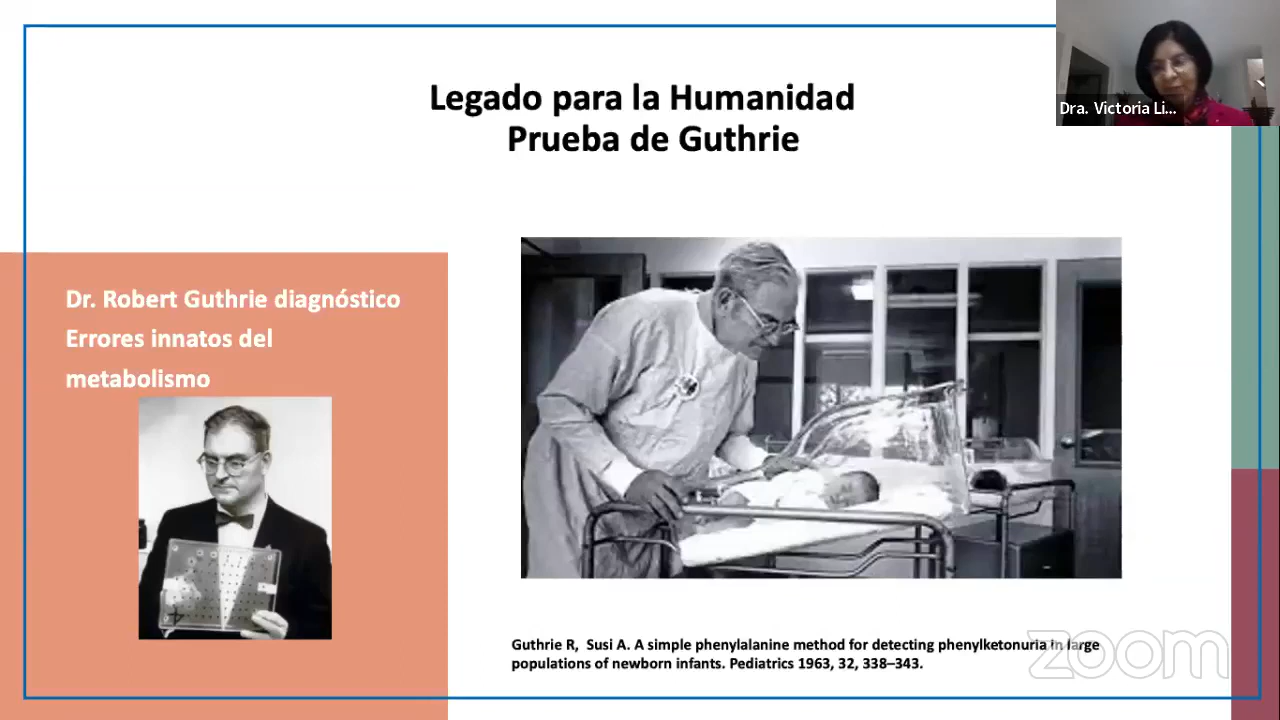 Legado para la Humanidad
Prueba de Guthrie
Dra. Victoria Li...
Dr. Robert Guthrie diagnóstico
Errores innatos del
metabolismo
Guthrie R, Susi A. A simple phenylalanine method for detecting phenylketonuria in large
populations of newborn infants. Pediatrics 1963, 32, 338–343.
zoom